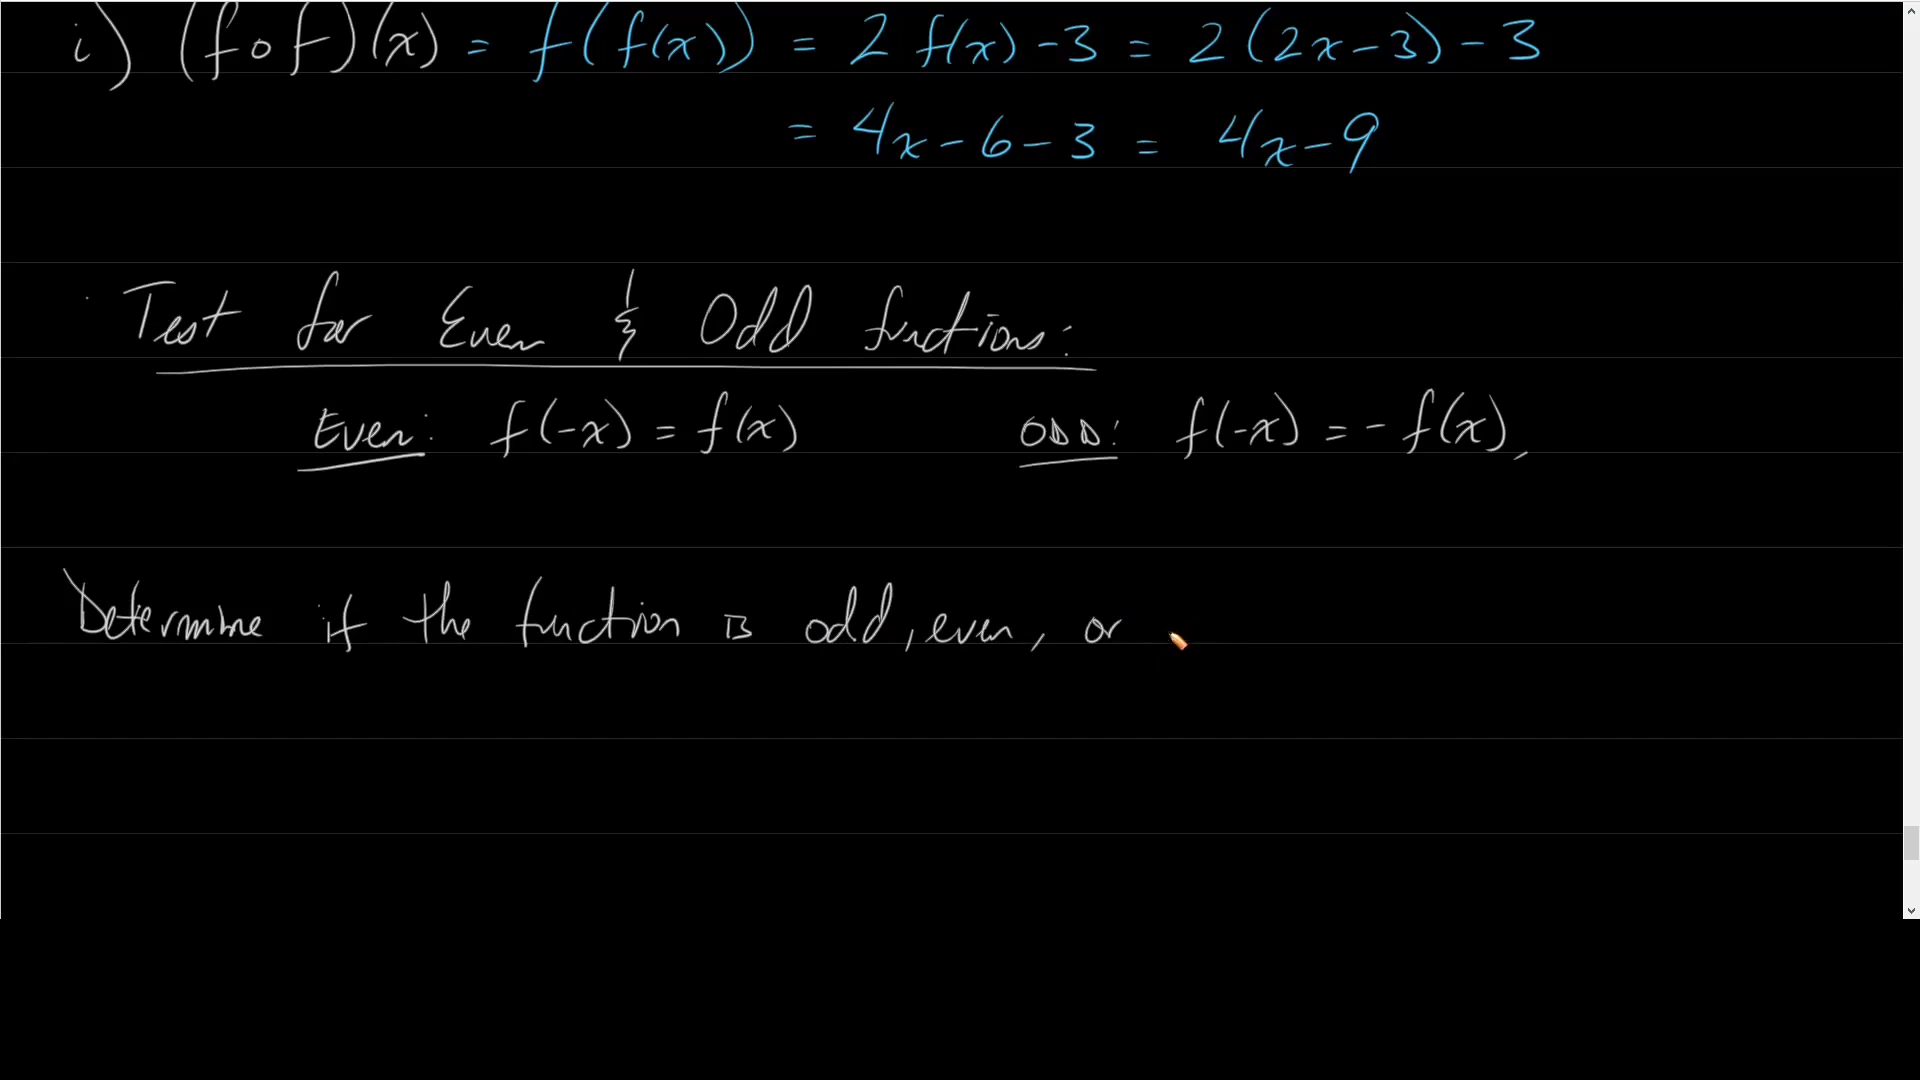 i) (f o f)(x) = f(f(x)) = 2 f(x) - 3 = 2(2x - 3) - 3
= 4x - 6 - 3 = 4x - 9
Test for Even & Odd functions:
Even: f(-x) = f(x) ODD: f(-x) = - f(x),
Determine if the function is odd, even, or